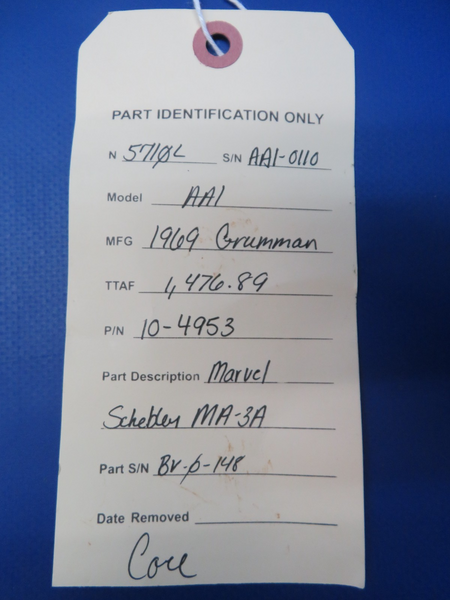 PART IDENTIFICATION ONLY
N 5710L S/N AA1-0110
Model AA1
MFG 1969 Grumman
TTAF 1,476.89
P/N 10-4953
Part Description Marvel
Schebler MA-3A
Part S/N BV-6-148
Date Removed
Core